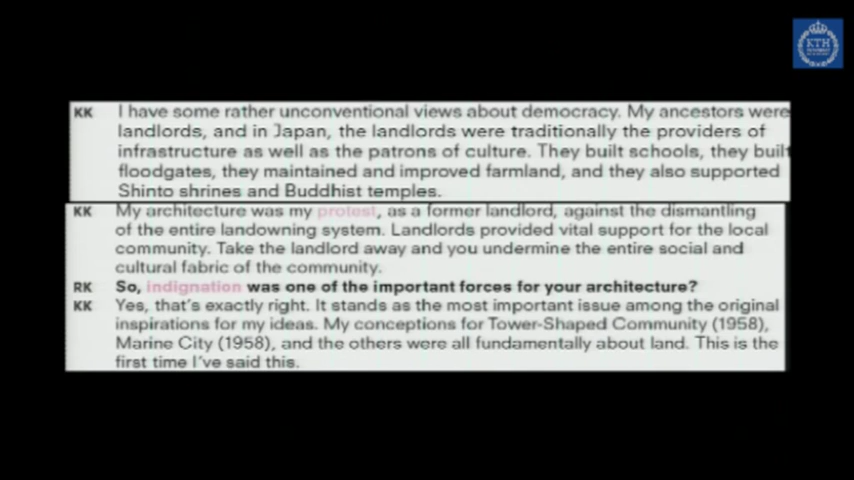 KTH
KK I have some rather unconventional views about democracy. My ancestors were
landlords, and in Japan, the landlords were traditionally the providers of
infrastructure as well as the patrons of culture. They built schools, they built
floodgates, they maintained and improved farmland, and they also supported
Shinto shrines and Buddhist temples.
KK My architecture was my protest, as a former landlord, against the dismantling
of the entire landowning system. Landlords provided vital support for the local
community. Take the landlord away and you undermine the entire social and
cultural fabric of the community.
RK So, indignation was one of the important forces for your architecture?
KK Yes, that's exactly right. It stands as the most important issue among the original
inspirations for my ideas. My conceptions for Tower-Shaped Community (1958),
Marine City (1958), and the others were all fundamentally about land. This is the
first time I've said this.